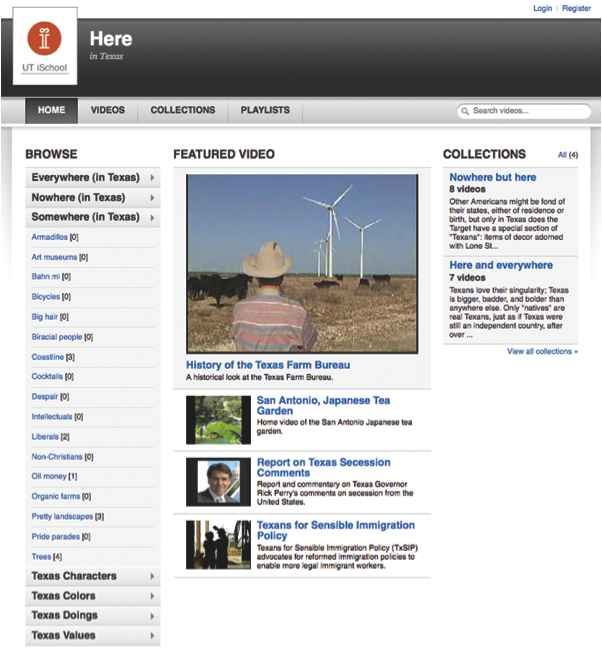 Login | Register
UT iSchool
Here
in Texas
HOME
VIDEOS
COLLECTIONS
PLAYLISTS
Search videos...
BROWSE
Everywhere (in Texas)
Nowhere (in Texas)
Somewhere (in Texas)
Armadillos [0]
Art museums [0]
Bahn mi [0]
Bicycles [0]
Big hair [0]
Biracial people [0]
Coastline [3]
Cocktails [0]
Despair [0]
Intellectuals [0]
Liberals [2]
Non-Christians [0]
Oil money [1]
Organic farms [0]
Pretty landscapes [3]
Pride parades [0]
Trees [4]
Texas Characters
Texas Colors
Texas Doings
Texas Values
FEATURED VIDEO
History of the Texas Farm Bureau
A historical look at the Texas Farm Bureau.
San Antonio, Japanese Tea
Garden
Home video of the San Antonio Japanese tea
garden.
Report on Texas Secession
Comments
Report and commentary on Texas Governor
Rick Perry's comments on secession from the
United States.
Texans for Sensible Immigration
Policy
Texans for Sensible Immigration Policy (TxSIP)
advocates for reformed immigration policies to
enable more legal immigrant workers.
COLLECTIONS
All (4)
Nowhere but here
8 videos
Other Americans might be fond of
their states, either of residence or
birth, but only in Texas does the
Target have a special section of
"Texana": items of decor adorned
with Lone St...
Here and everywhere
7 videos
Texans love their singularity; Texas
is bigger, badder, and bolder than
anywhere else. Only "natives" are
real Texans, just as if Texas were
still an independent country, after
over ...
View all collections »